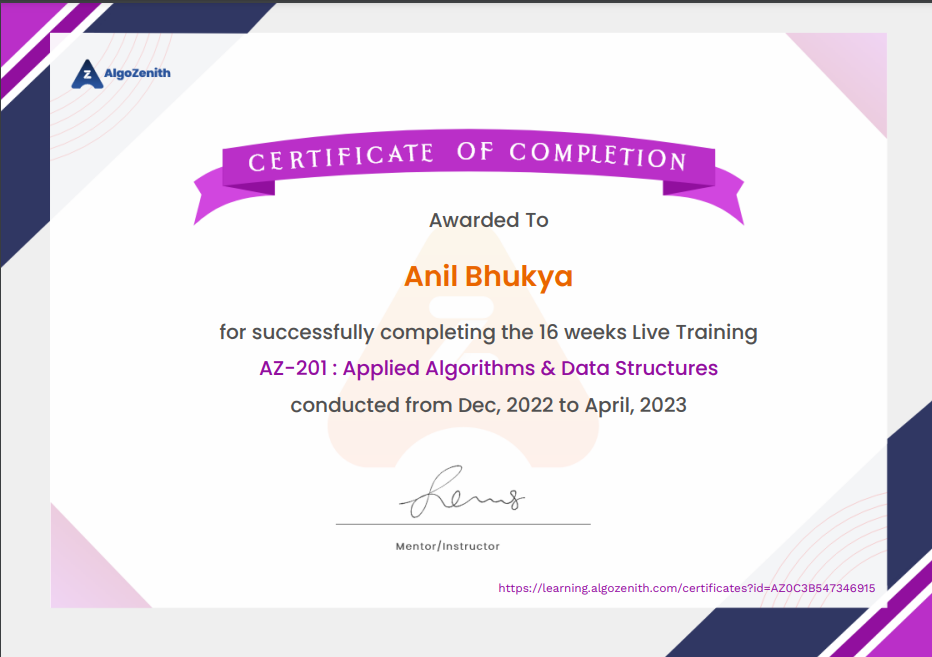 Z
AlgoZenith
CERTIFICATE OF COMPLETION
Awarded To
Anil Bhukya
for successfully completing the 16 weeks Live Training
AZ-201 : Applied Algorithms & Data Structures
conducted from Dec, 2022 to April, 2023
Mentor/Instructor
https://learning.algozenith.com/certificates?id=AZ0C3B547346915